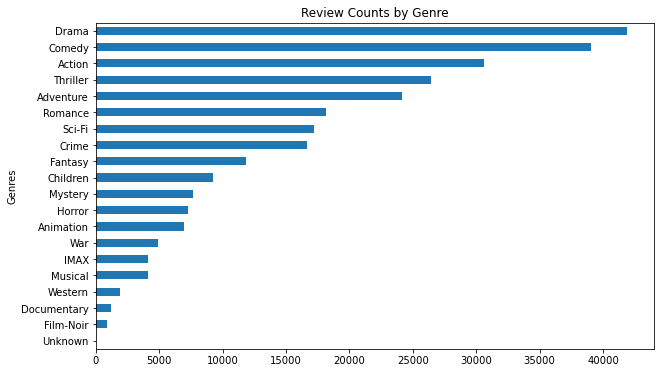 Review Counts by Genre
Genres
Drama
Comedy
Action
Thriller
Adventure
Romance
Sci-Fi
Crime
Fantasy
Children
Mystery
Horror
Animation
War
IMAX
Musical
Western
Documentary
Film-Noir
Unknown
0 5000 10000 15000 20000 25000 30000 35000 40000